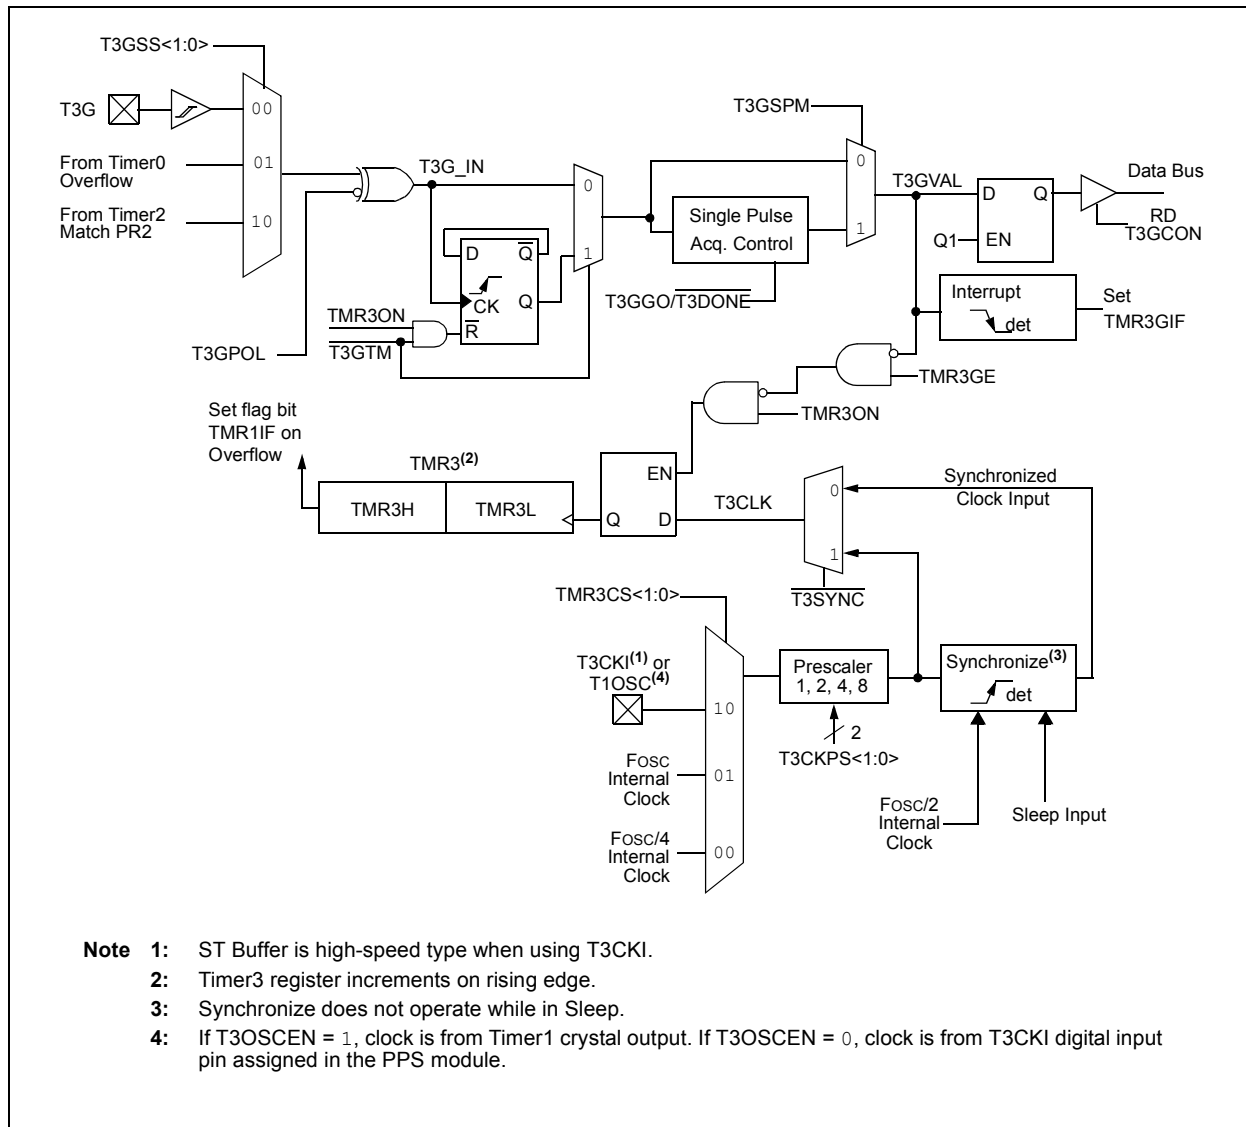 T3GSS<1:0>
T3G
00
From Timer0
Overflow
01
From Timer2
Match PR2
10
T3GPOL
T3G_IN
0
1
D
Q
CK
Q
R
TMR3ON
T3GTM
T3GSPM
Single Pulse
Acq. Control
T3GGO/T3DONE
0
1
T3GVAL
D
Q
Q1
EN
Data Bus
RD
T3GCON
Interrupt
det
Set
TMR3GIF
TMR3GE
TMR3ON
Set flag bit
TMR1IF on
Overflow
TMR3(2)
TMR3H
TMR3L
EN
Q
D
T3CLK
0
1
T3SYNC
Synchronized
Clock Input
TMR3CS<1:0>
T3CKI(1) or
T1OSC(4)
10
FOSC
Internal
Clock
01
FOSC/4
Internal
Clock
00
Prescaler
1, 2, 4, 8
2
T3CKPS<1:0>
Synchronize(3)
det
FOSC/2
Internal
Clock
Sleep Input
Note 1: ST Buffer is high-speed type when using T3CKI.
2: Timer3 register increments on rising edge.
3: Synchronize does not operate while in Sleep.
4: If T3OSCEN = 1, clock is from Timer1 crystal output. If T3OSCEN = 0, clock is from T3CKI digital input
pin assigned in the PPS module.